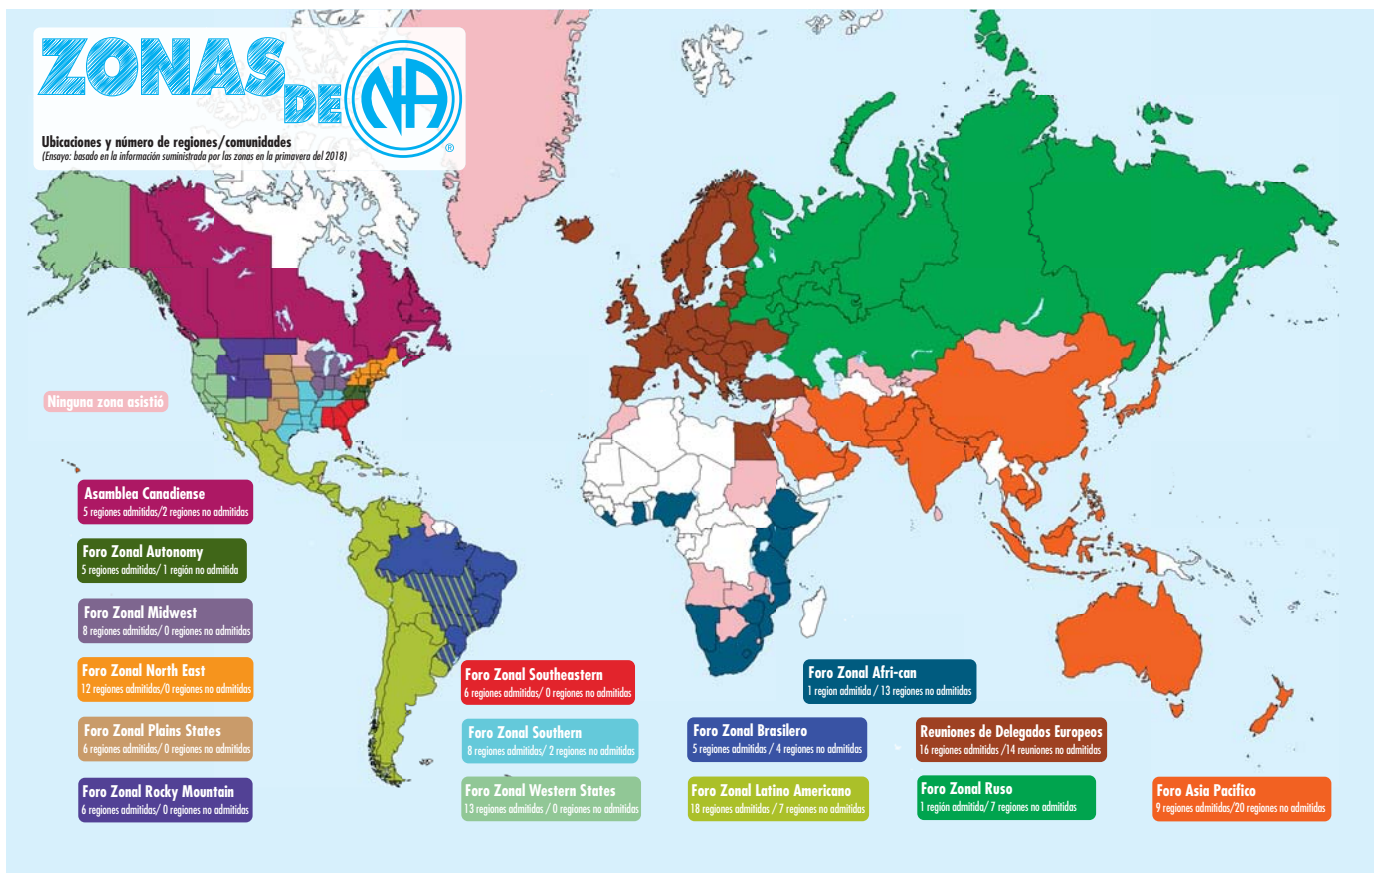 ZONAS
DE NA
®
Ubicaciones y número de regiones/comunidades
(Ensayo: basado en la información suministrada por las zonas en la primavera del 2018)
Ninguna zona asistió
Asamblea Canadiense
5 regiones admitidas/2 regiones no admitidas
Foro Zonal Autonomy
5 regiones admitidas/ 1 región no admitida
Foro Zonal Midwest
8 regiones admitidas/ 0 regiones no admitidas
Foro Zonal North East
12 regiones admitidas/0 regiones no admitidas
Foro Zonal Plains States
6 regiones admitidas/ 0 regiones no admitidas
Foro Zonal Rocky Mountain
6 regiones admitidas/ 0 regiones no admitidas
Foro Zonal Southeastern
6 regiones admitidas/ 0 regiones no admitidas
Foro Zonal Southern
8 regiones admitidas/ 2 regiones no admitidas
Foro Zonal Western States
13 regiones admitidas / 0 regiones no admitidas
Foro Zonal Brasilero
5 regiones admitidas / 4 regiones no admitidas
Foro Zonal Latino Americano
18 regiones admitidas / 7 regiones no admitidas
Foro Zonal Afri-can
1 region admitida / 13 regiones no admitidas
Reuniones de Delegados Europeos
16 regiones admitidas /14 reuniones no admitidas
Foro Zonal Ruso
1 región admitida/ 7 regiones no admitidas
Foro Asia Pacifico
9 regiones admitidas/20 regiones no admitidas